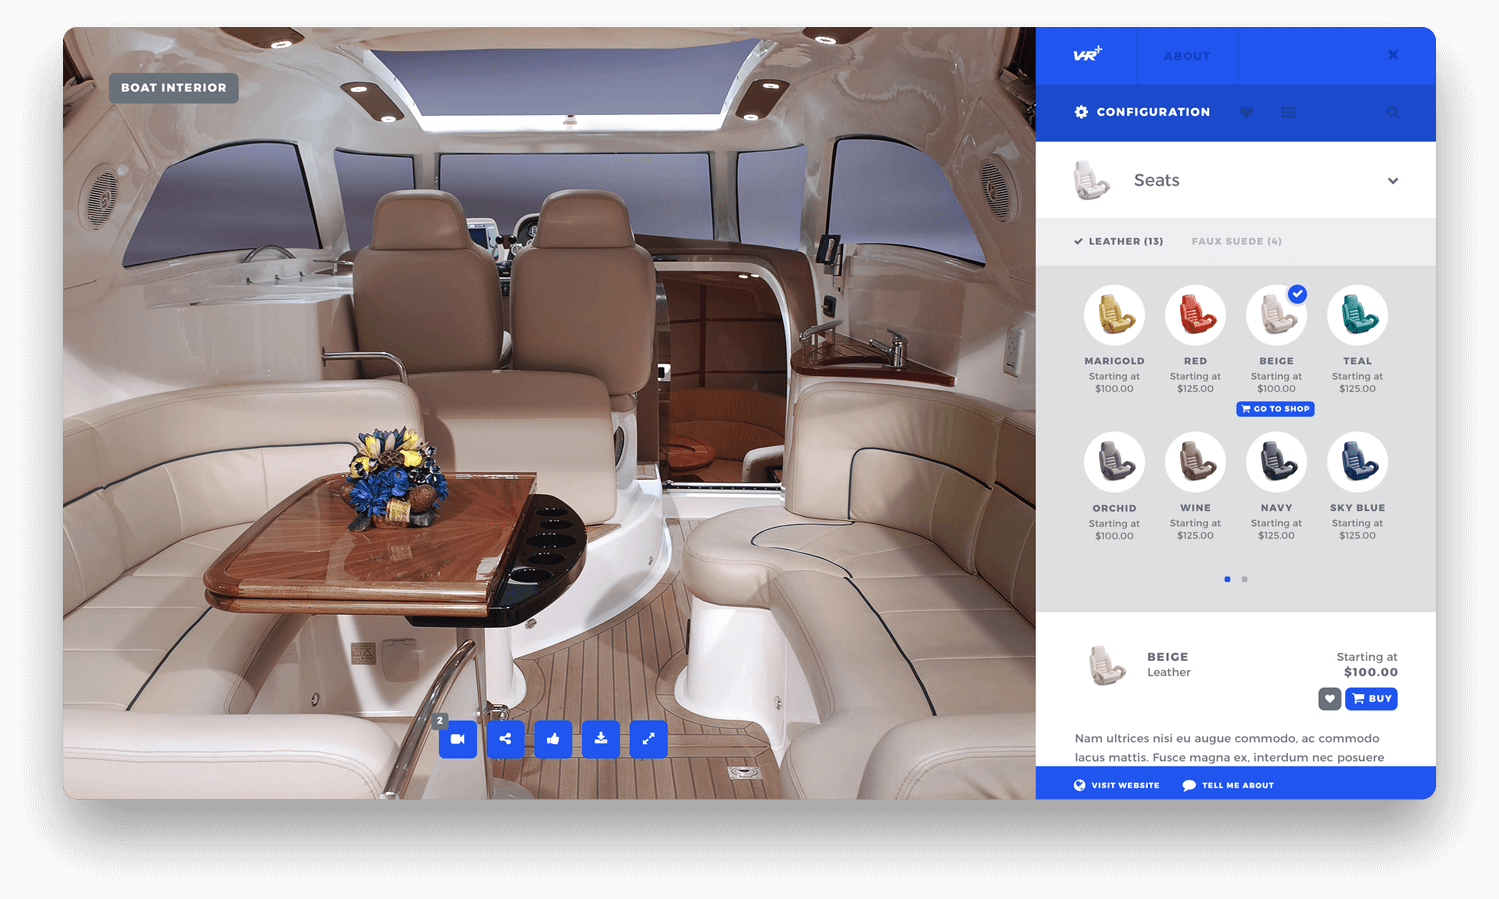 BOAT INTERIOR
VR+
ABOUT
CONFIGURATION
Seats
LEATHER (13)
FAUX SUEDE (4)
MARIGOLD
Starting at
$100.00
RED
Starting at
$125.00
BEIGE
Starting at
$100.00
GO TO SHOP
TEAL
Starting at
$125.00
ORCHID
Starting at
$100.00
WINE
Starting at
$125.00
NAVY
Starting at
$125.00
SKY BLUE
Starting at
$125.00
BEIGE
Leather
Starting at
$100.00
BUY
Nam ultrices nisi eu augue commodo, ac commodo
lacus mattis. Fusce magna ex, interdum nec posuere
2
VISIT WEBSITE
TELL ME ABOUT